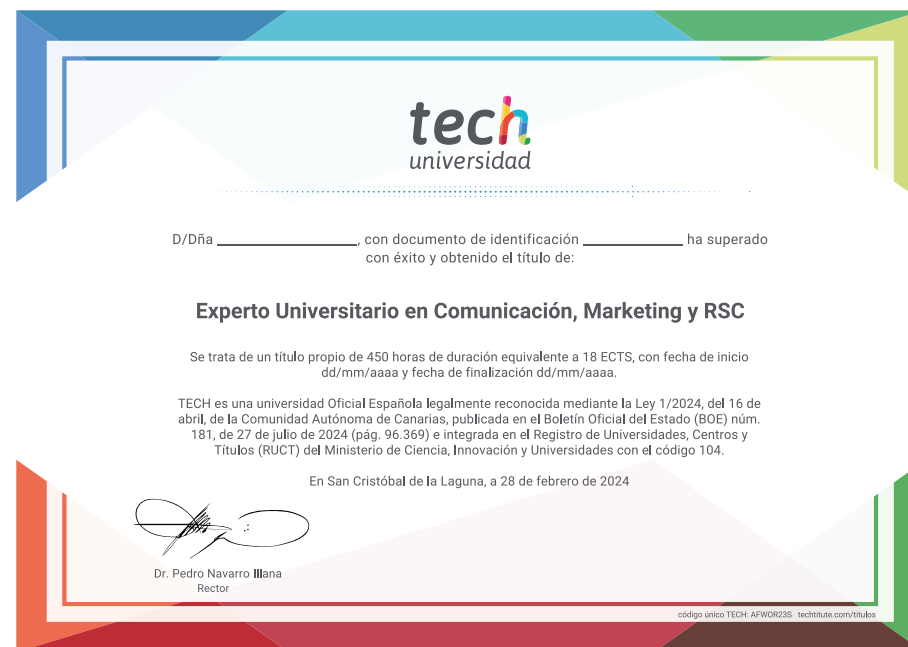 tech
universidad
D/Dña ____________________, con documento de identificación ______________ ha superado
con éxito y obtenido el título de:
Experto Universitario en Comunicación, Marketing y RSC
Se trata de un título propio de 450 horas de duración equivalente a 18 ECTS, con fecha de inicio
dd/mm/aaaa y fecha de finalización dd/mm/aaaa.
TECH es una universidad Oficial Española legalmente reconocida mediante la Ley 1/2024, del 16 de
abril, de la Comunidad Autónoma de Canarias, publicada en el Boletín Oficial del Estado (BOE) núm.
181, de 27 de julio de 2024 (pág. 96.369) e integrada en el Registro de Universidades, Centros y
Títulos (RUCT) del Ministerio de Ciencia, Innovación y Universidades con el código 104.
En San Cristóbal de la Laguna, a 28 de febrero de 2024
Dr. Pedro Navarro Illana
Rector
código único TECH: AFWOR23S techtitute.com/titulos